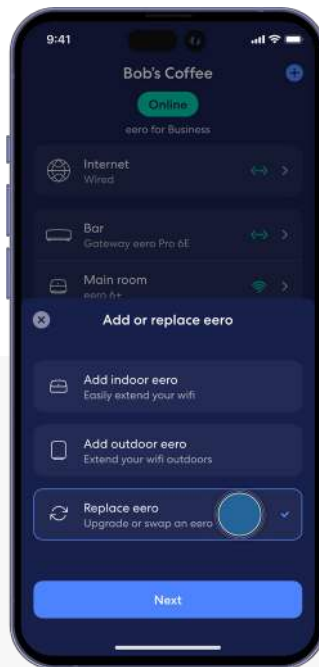 9:41
Bob's Coffee
Online
eero for Business
Internet
Wired
Bar
Gateway eero Pro 6E
Main room
eero 6+
Add or replace eero
Add indoor eero
Easily extend your wifi
Add outdoor eero
Extend your wifi outdoors
Replace eero
Upgrade or swap an eero
Next